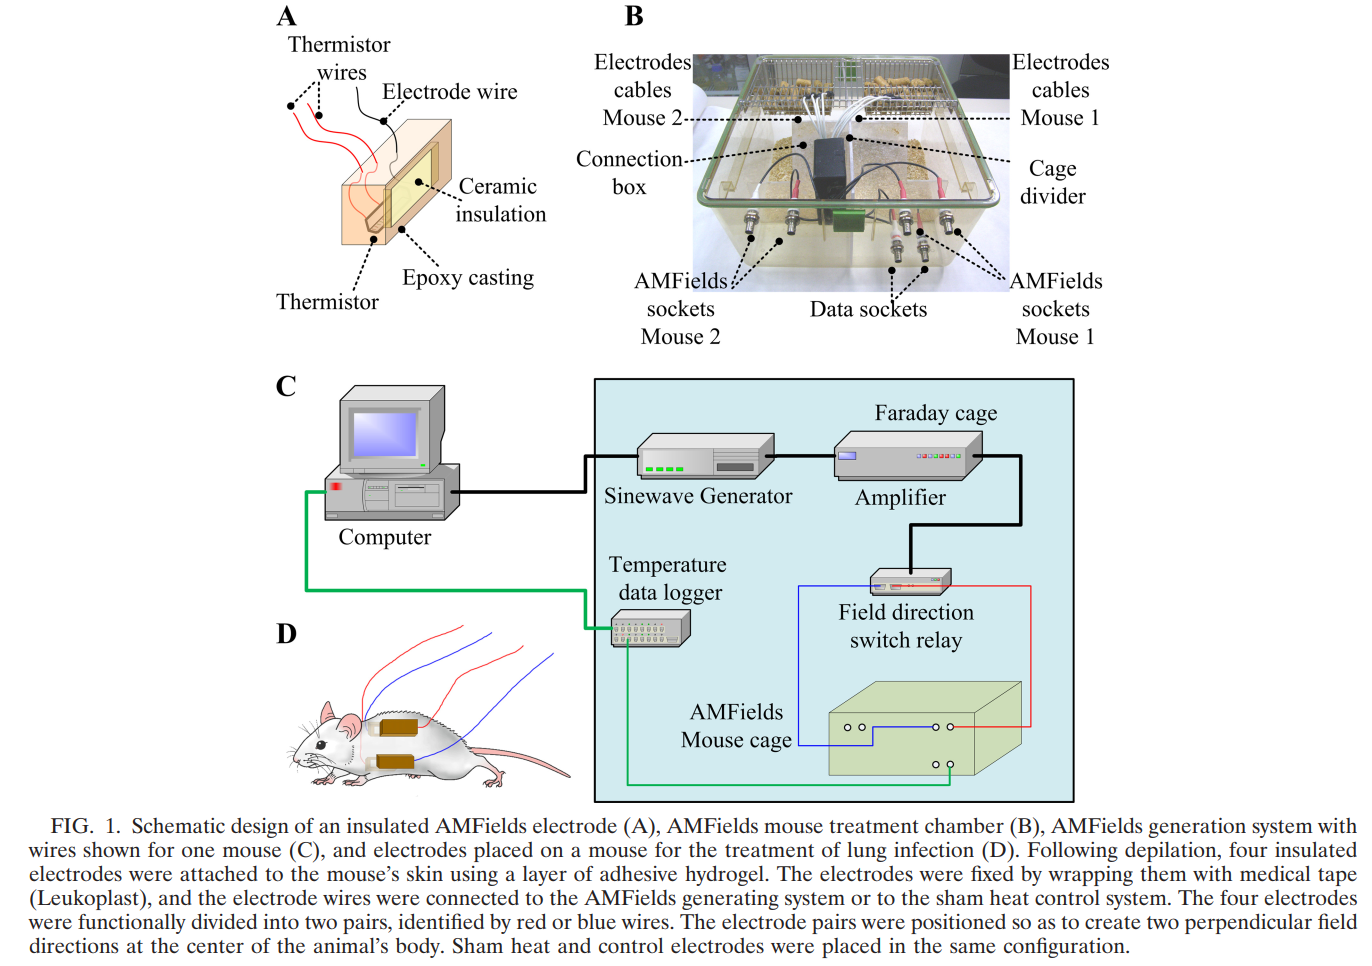 A
Thermistor
wires
Electrode wire
Ceramic
insulation
Epoxy casting
Thermistor
B
Electrodes
cables
Mouse 2
Connection
box
Electrodes
cables
Mouse 1
Cage
divider
AMFields
sockets
Mouse 2
Data sockets
AMFields
sockets
Mouse 1
C
Computer
Faraday cage
Sinewave Generator
Amplifier
Temperature
data logger
Field direction
switch relay
AMFields
Mouse cage
D
FIG. 1. Schematic design of an insulated AMFields electrode (A), AMFields mouse treatment chamber (B), AMFields generation system with
wires shown for one mouse (C), and electrodes placed on a mouse for the treatment of lung infection (D). Following depilation, four insulated
electrodes were attached to the mouse's skin using a layer of adhesive hydrogel. The electrodes were fixed by wrapping them with medical tape
(Leukoplast), and the electrode wires were connected to the AMFields generating system or to the sham heat control system. The four electrodes
were functionally divided into two pairs, identified by red or blue wires. The electrode pairs were positioned so as to create two perpendicular field
directions at the center of the animal's body. Sham heat and control electrodes were placed in the same configuration.